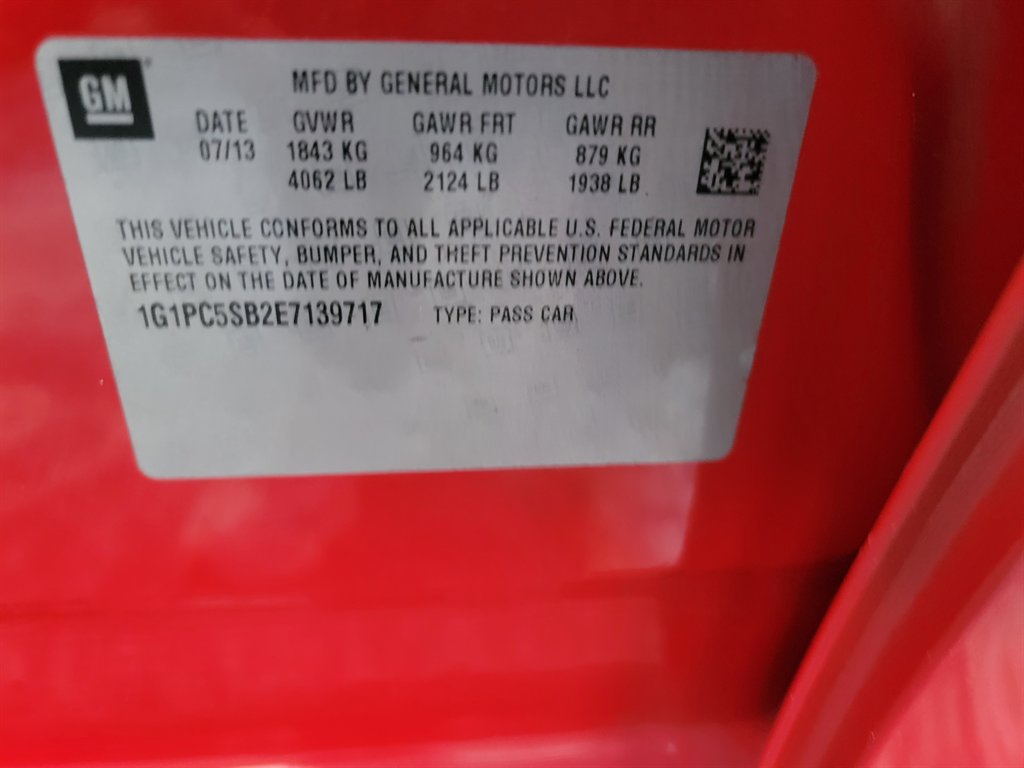 GM
MFD BY GENERAL MOTORS LLC
DATE GVWR GAWR FRT GAWR RR
07/13 1843 KG 964 KG 879 KG
4062 LB 2124 LB 1938 LB
THIS VEHICLE CONFORMS TO ALL APPLICABLE U.S. FEDERAL MOTOR
VEHICLE SAFETY, BUMPER, AND THEFT PREVENTION STANDARDS IN
EFFECT ON THE DATE OF MANUFACTURE SHOWN ABOVE.
1G1PC5SB2E7139717 TYPE: PASS CAR